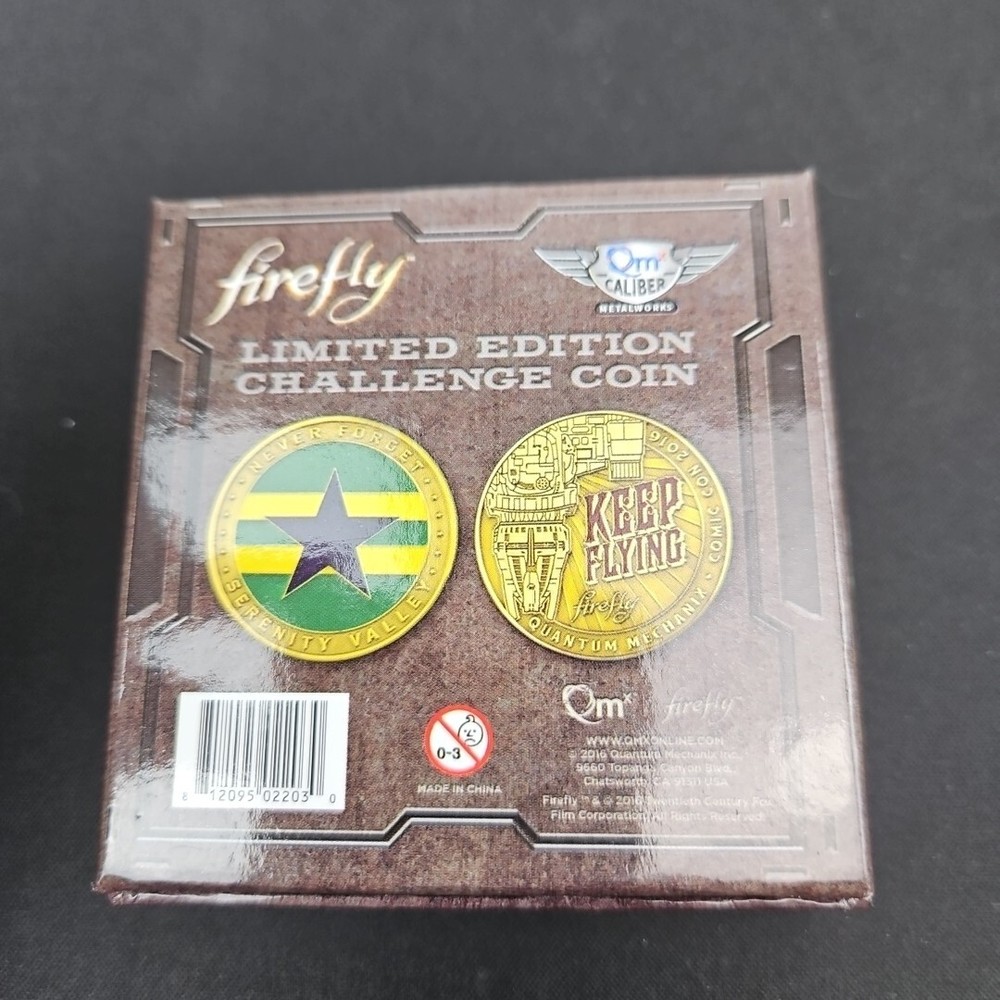 firefly™
Qmx
CALIBER
METALWORKS
LIMITED EDITION
CHALLENGE COIN
NEVER FORGET
SERENITY VALLEY
KEEP
FLYING
firefly
QUANTUM MECHANIX • COMIC CON 2016
8 12095 02203 0
0-3
MADE IN CHINA
Qmx firefly™
WWW.QMXONLINE.COM
© 2016 Quantum Mechanix Inc.
9660 Topanga Canyon Blvd.,
Chatsworth, CA 91311 USA
Firefly ™ & © 2016 Twentieth Century Fox
Film Corporation. All Rights Reserved.